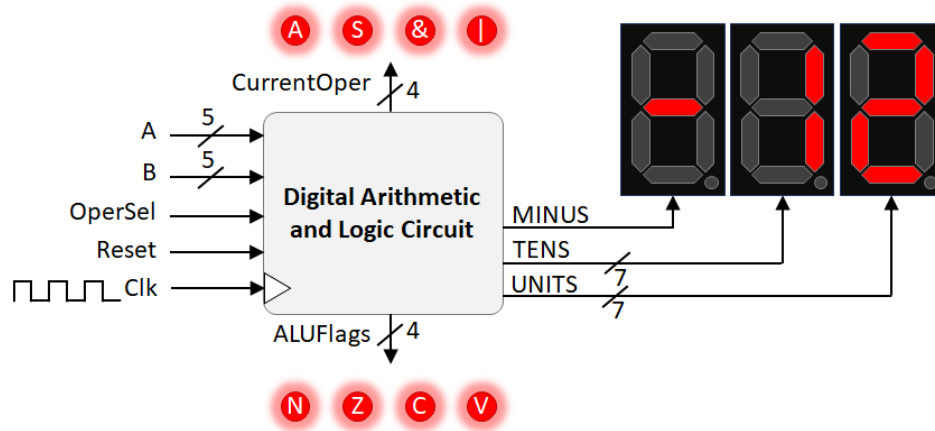 A S & |
CurrentOper 4
A 5
B 5
OperSel
Reset
Clk
Digital Arithmetic
and Logic Circuit
MINUS
TENS 7
UNITS 7
ALUFlags 4
N Z C V
-12